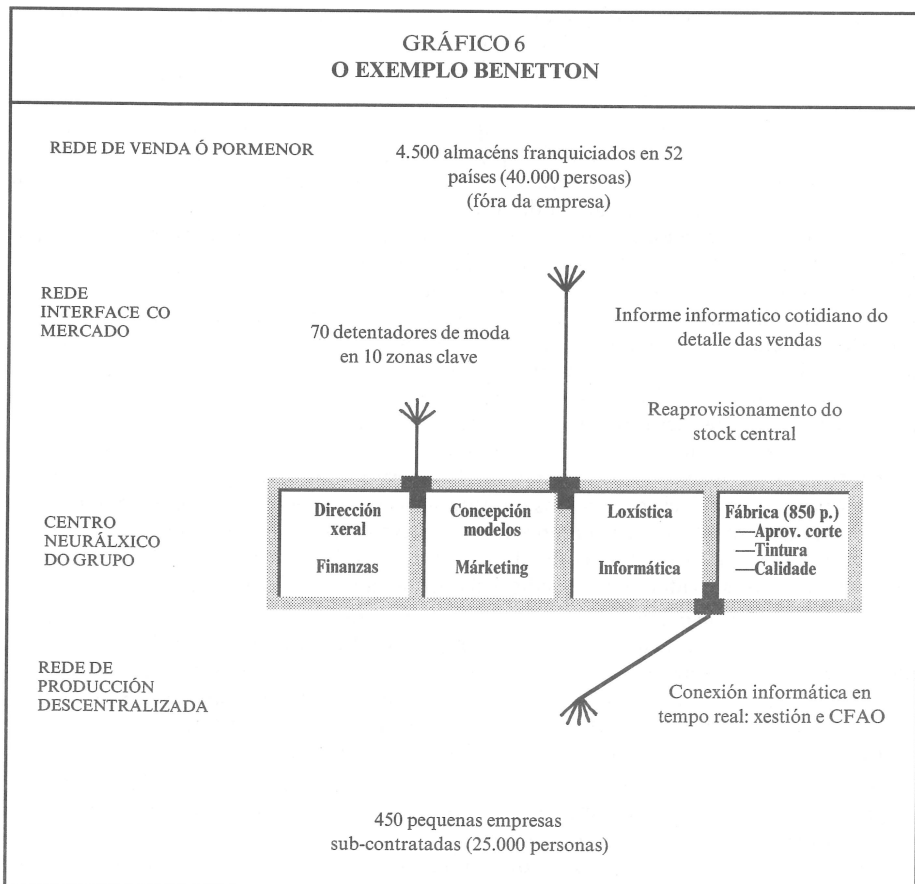 GRÁFICO 6
O EXEMPLO BENETTON
REDE DE VENDA Ó PORMENOR
4.500 almacéns franquiciados en 52
países (40.000 persoas)
(fóra da empresa)
REDE
INTERFACE CO
MERCADO
70 detentadores de moda
en 10 zonas clave
Informe informatico cotidiano do
detalle das vendas
Reaprovisionamento do
stock central
CENTRO
NEURÁLXICO
DO GRUPO
Dirección
xeral
Finanzas
Concepción
modelos
Márketing
Loxística
Informática
Fábrica (850 p.)
—Aprov. corte
—Tintura
—Calidade
REDE DE
PRODUCCIÓN
DESCENTRALIZADA
Conexión informática en
tempo real: xestión e CFAO
450 pequenas empresas
sub-contratadas (25.000 personas)